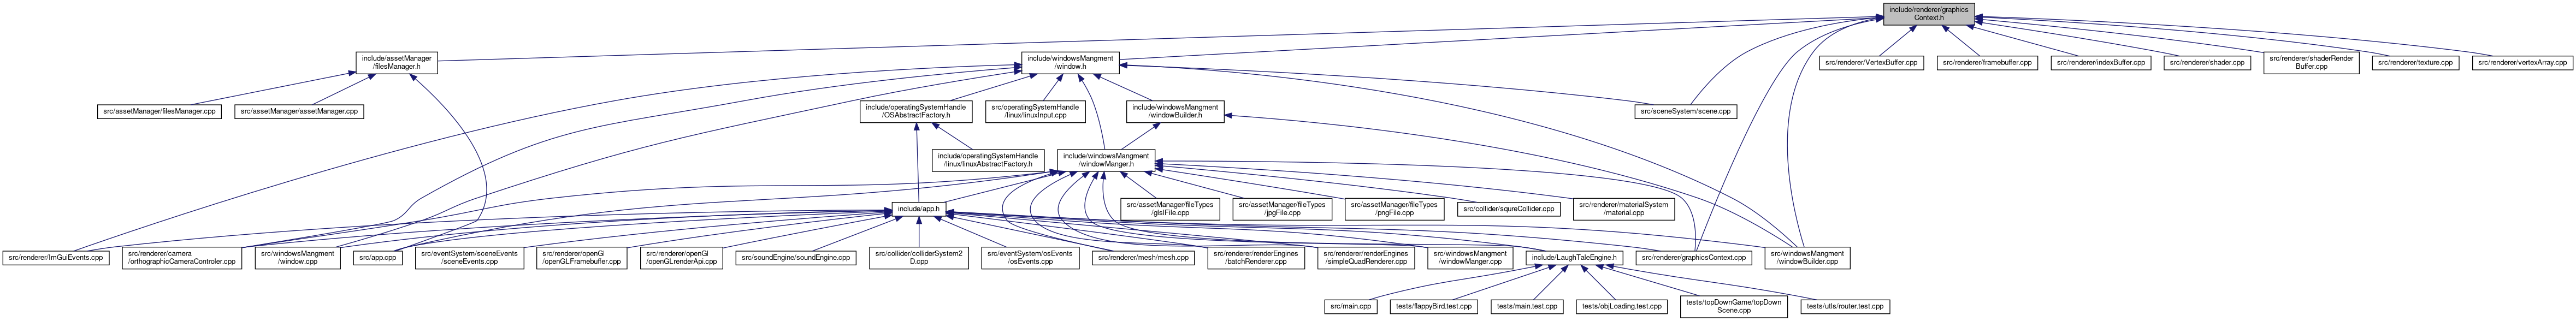 include/renderer/graphics
Context.h
include/assetManager
/filesManager.h
include/windowsMangment
/window.h
src/renderer/VertexBuffer.cpp
src/renderer/framebuffer.cpp
src/renderer/indexBuffer.cpp
src/renderer/shader.cpp
src/renderer/shaderRender
Buffer.cpp
src/renderer/texture.cpp
src/renderer/vertexArray.cpp
src/assetManager/filesManager.cpp
src/assetManager/assetManager.cpp
include/operatingSystemHandle
/OSAbstractFactory.h
src/operatingSystemHandle
/linux/linuxInput.cpp
include/windowsMangment
/windowBuilder.h
src/sceneSystem/scene.cpp
include/operatingSystemHandle
/linux/linuxAbstractFactory.h
include/windowsMangment
/windowManger.h
include/app.h
src/assetManager/fileTypes
/glslFile.cpp
src/assetManager/fileTypes
/jpgFile.cpp
src/assetManager/fileTypes
/pngFile.cpp
src/collider/squreCollider.cpp
src/renderer/materialSystem
/material.cpp
src/renderer/ImGuiEvents.cpp
src/renderer/camera
/orthographicCameraControler.cpp
src/windowsMangment
/window.cpp
src/app.cpp
src/eventSystem/sceneEvents
/sceneEvents.cpp
src/renderer/openGl
/openGLFramebuffer.cpp
src/renderer/openGl
/openGLrenderApi.cpp
src/soundEngine/soundEngine.cpp
src/collider/colliderSystem2
D.cpp
src/eventSystem/osEvents
/osEvents.cpp
src/renderer/mesh/mesh.cpp
src/renderer/renderEngines
/batchRenderer.cpp
src/renderer/renderEngines
/simpleQuadRenderer.cpp
src/windowsMangment
/windowManger.cpp
include/LaughTaleEngine.h
src/renderer/graphicsContext.cpp
src/windowsMangment
/windowBuilder.cpp
src/main.cpp
tests/flappyBird.test.cpp
tests/main.test.cpp
tests/objLoading.test.cpp
tests/topDownGame/topDown
Scene.cpp
tests/utls/router.test.cpp